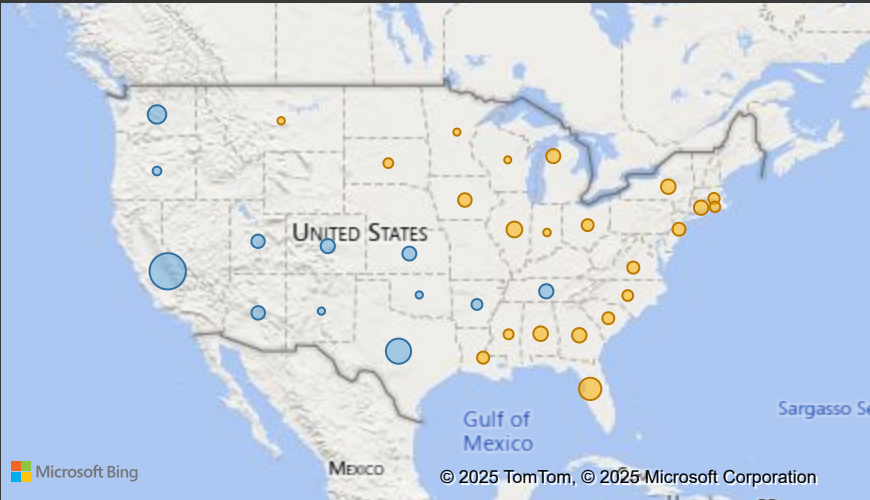 UNITED STATES
Gulf of
Mexico
Sargasso Se
MEXICO
Microsoft Bing
© 2025 TomTom, © 2025 Microsoft Corporation